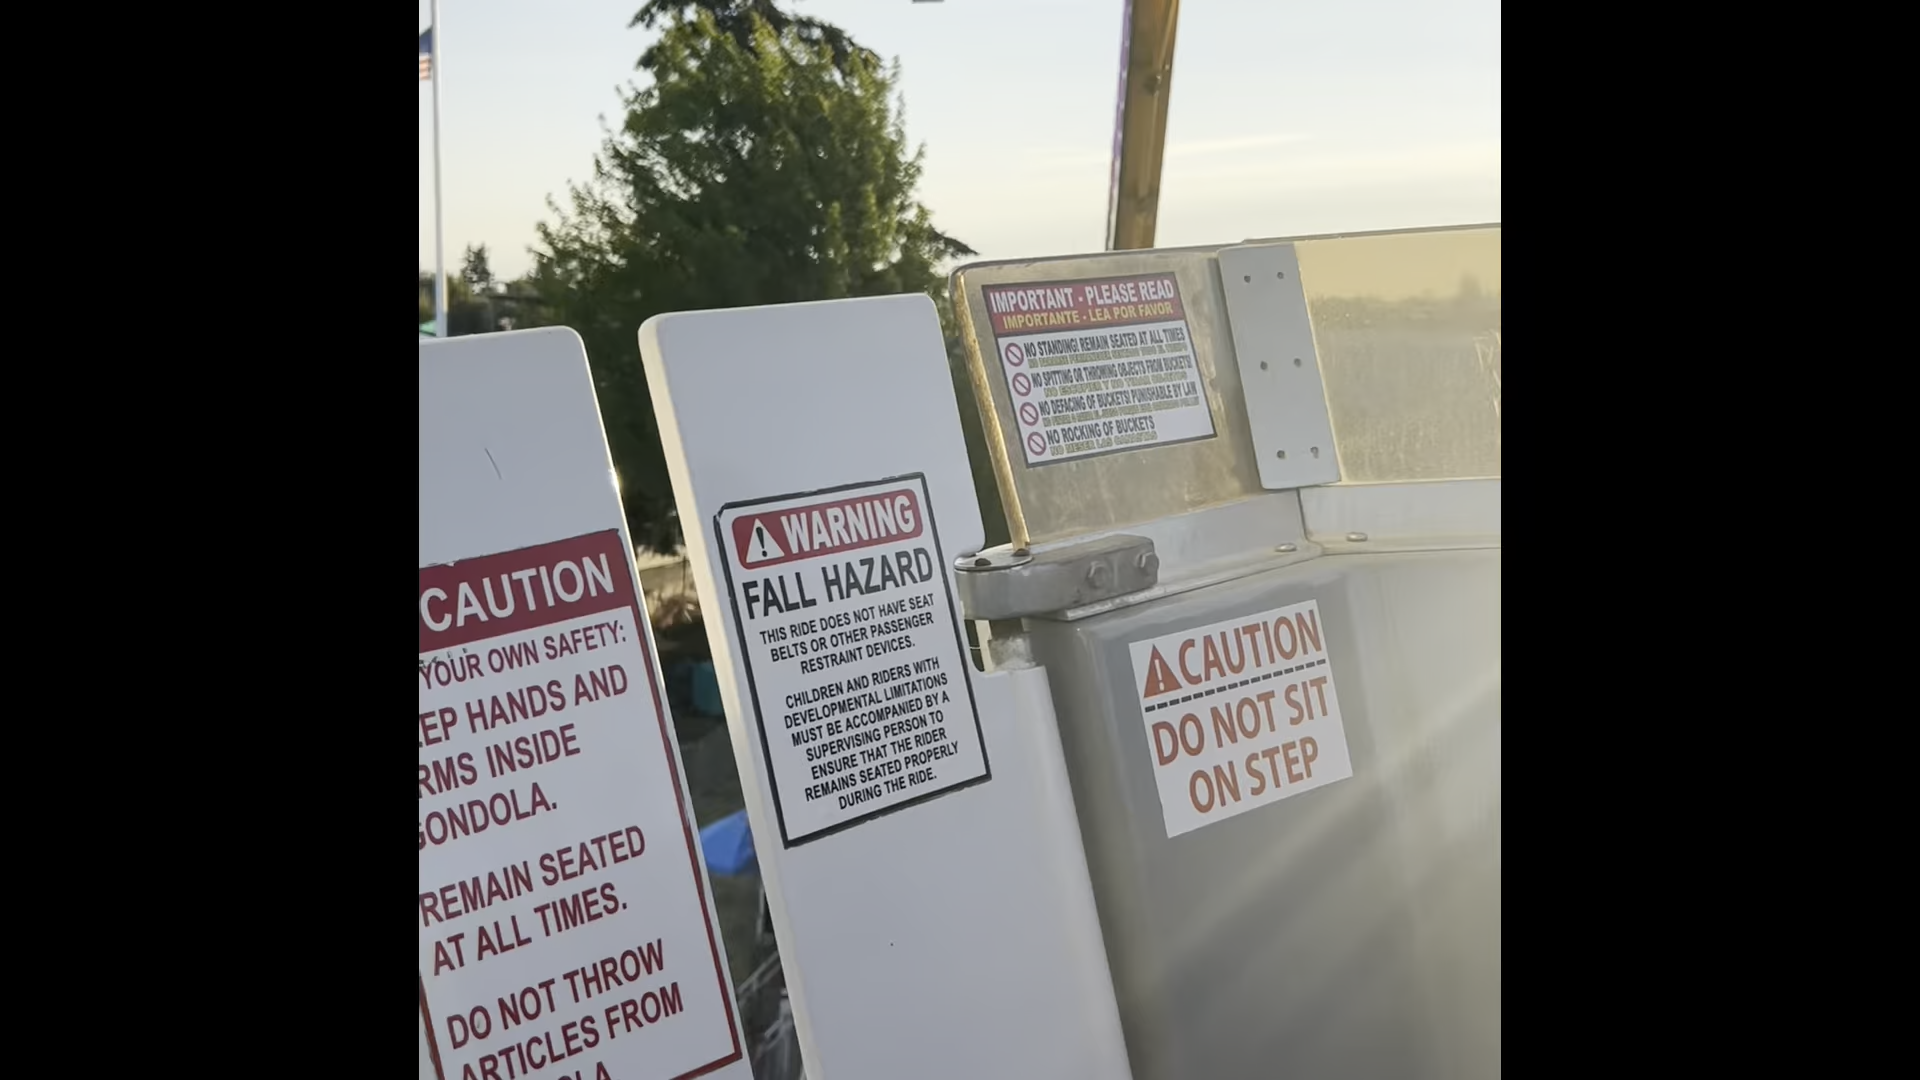 CAUTION
YOUR OWN SAFETY:
EP HANDS AND
RMS INSIDE
GONDOLA.
REMAIN SEATED
AT ALL TIMES.
DO NOT THROW
ARTICLES FROM
WARNING
FALL HAZARD
THIS RIDE DOES NOT HAVE SEAT
BELTS OR OTHER PASSENGER
RESTRAINT DEVICES.
CHILDREN AND RIDERS WITH
DEVELOPMENTAL LIMITATIONS
MUST BE ACCOMPANIED BY A
SUPERVISING PERSON TO
ENSURE THAT THE RIDER
REMAINS SEATED PROPERLY
DURING THE RIDE.
IMPORTANT - PLEASE READ
IMPORTANTE - LEA POR FAVOR
NO STANDING! REMAIN SEATED AT ALL TIMES
NO SPITTING OR THROWING OBJECTS FROM BUCKETS!
NO DEFACING OF BUCKETS! PUNISHABLE BY LAW
NO ROCKING OF BUCKETS
CAUTION
DO NOT SIT
ON STEP